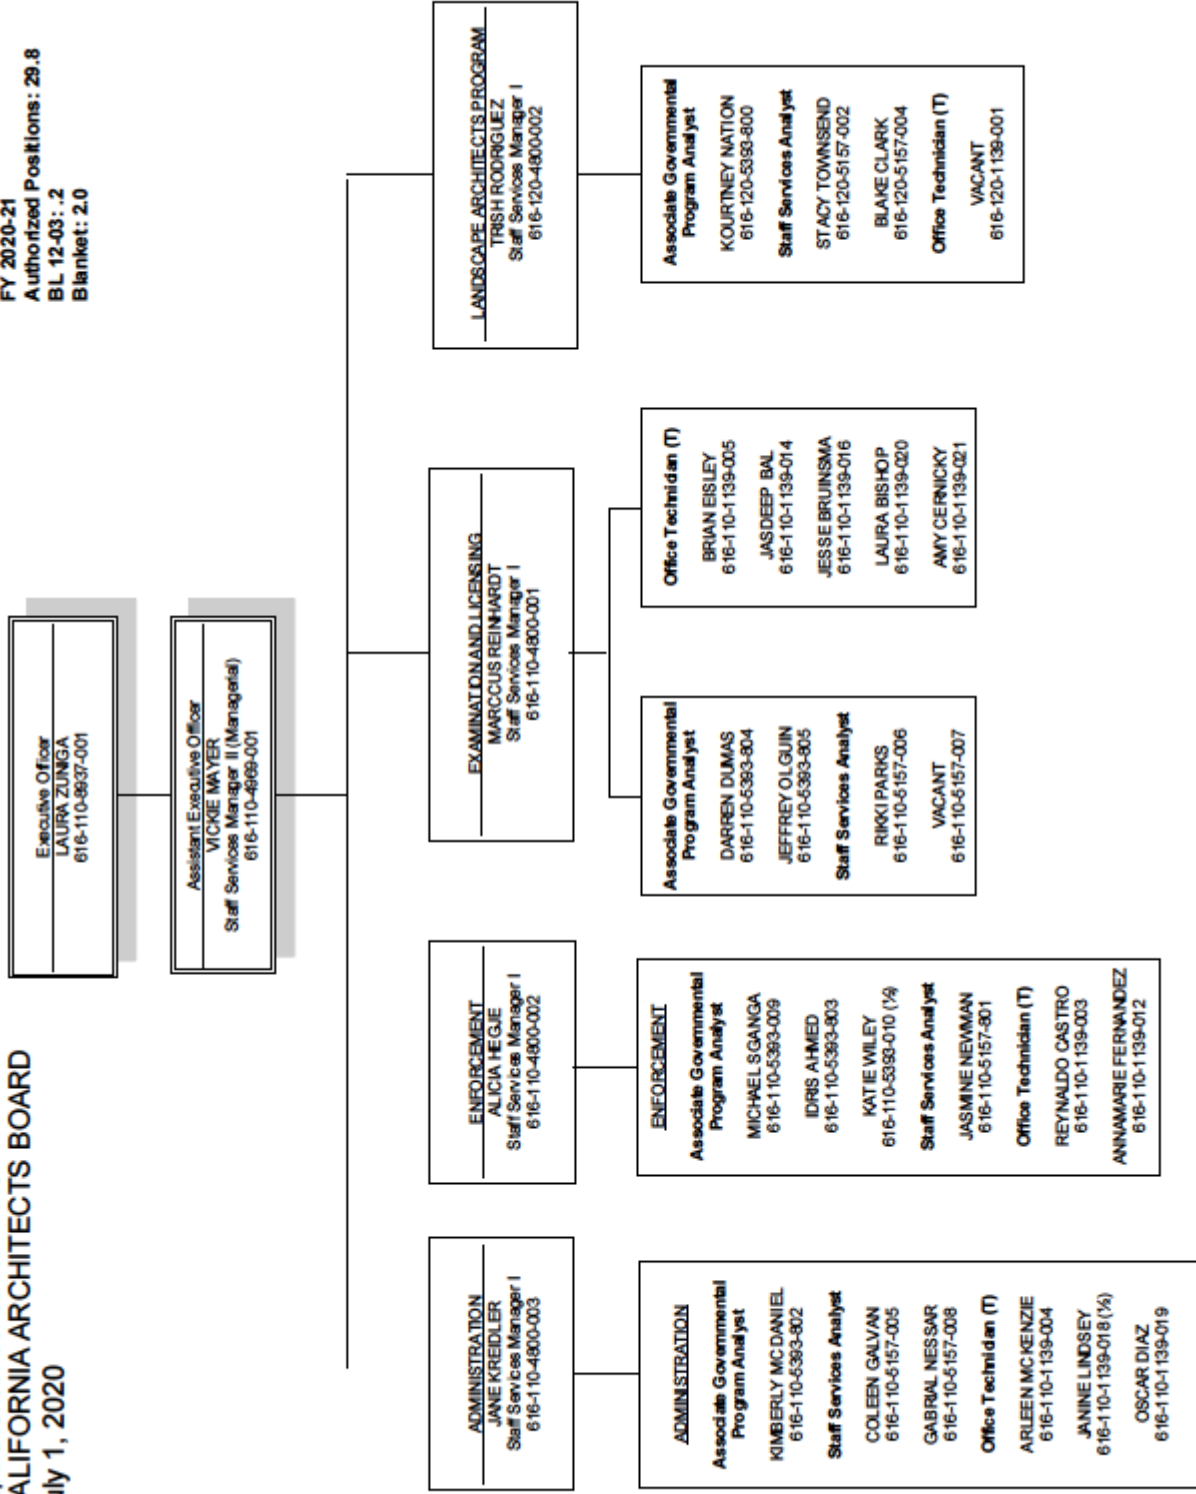 ALIFORNIA ARCHITECTS BOARD
uly 1, 2020
FY 2020-21
Authorized Positions: 29.8
BL 12-03: .2
Blanket: 2.0
Executive Officer
LAURA ZUNIGA
616-110-8937-001
Assistant Executive Officer
VICKIE MAYER
Staff Services Manager II (Managerial)
616-110-4969-001
ADMINISTRATION
JANE KREIDLER
Staff Services Manager I
616-110-4800-003
ENFORCEMENT
ALICIA HEGJE
Staff Services Manager I
616-110-4800-002
EXAMINATION AND LICENSING
MARCCUS REINHARDT
Staff Services Manager I
616-110-4800-001
LANDSCAPE ARCHITECTS PROGRAM
TRISH RODRIGUEZ
Staff Services Manager I
616-120-4800-002
ADMINISTRATION
Associate Governmental
Program Analyst
KIMBERLY MC DANIEL
616-110-5393-802
Staff Services Analyst
COLEEN GALVAN
616-110-5157-005
GABRIAL NESSAR
616-110-5157-008
Office Technician (T)
ARLEEN MC KENZIE
616-110-1139-004
JANINE LINDSEY
616-110-1139-018 (½)
OSCAR DIAZ
616-110-1139-019
ENFORCEMENT
Associate Governmental
Program Analyst
MICHAEL SGANGA
616-110-5393-009
IDRIS AHMED
616-110-5393-803
KATIE WILEY
616-110-5393-010 (½)
Staff Services Analyst
JASMINE NEWMAN
616-110-5157-801
Office Technician (T)
REYNALDO CASTRO
616-110-1139-003
ANNAMARIE FERNANDEZ
616-110-1139-012
Associate Governmental
Program Analyst
DARREN DUMAS
616-110-5393-804
JEFFREY OLGUIN
616-110-5393-805
Staff Services Analyst
RIKKI PARKS
616-110-5157-006
VACANT
616-110-5157-007
Office Technician (T)
BRIAN EISLEY
616-110-1139-005
JASDEEP BAL
616-110-1139-014
JESSE BRUINSMA
616-110-1139-016
LAURA BISHOP
616-110-1139-020
AMY CERNICKY
616-110-1139-021
Associate Governmental
Program Analyst
KOURTNEY NATION
616-120-5393-800
Staff Services Analyst
STACY TOWNSEND
616-120-5157-002
BLAKE CLARK
616-120-5157-004
Office Technician (T)
VACANT
616-120-1139-001